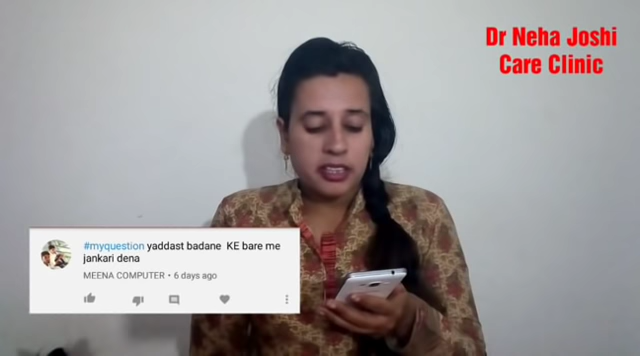 Dr Neha Joshi
Care Clinic
#myquestion yaddast badane KE bare me
jankari dena
MEENA COMPUTER • 6 days ago